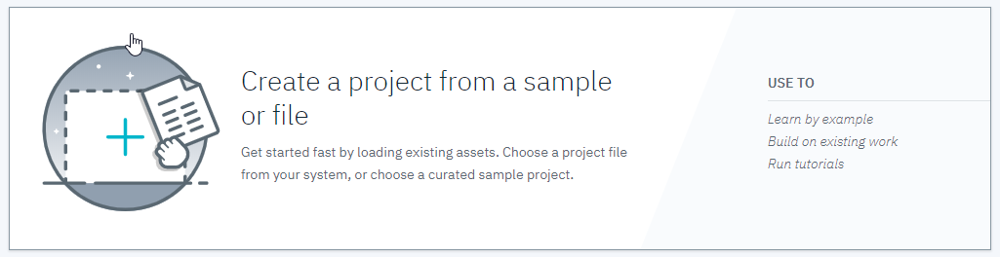 Create a project from a sample
or file
Get started fast by loading existing assets. Choose a project file
from your system, or choose a curated sample project.
USE TO
Learn by example
Build on existing work
Run tutorials